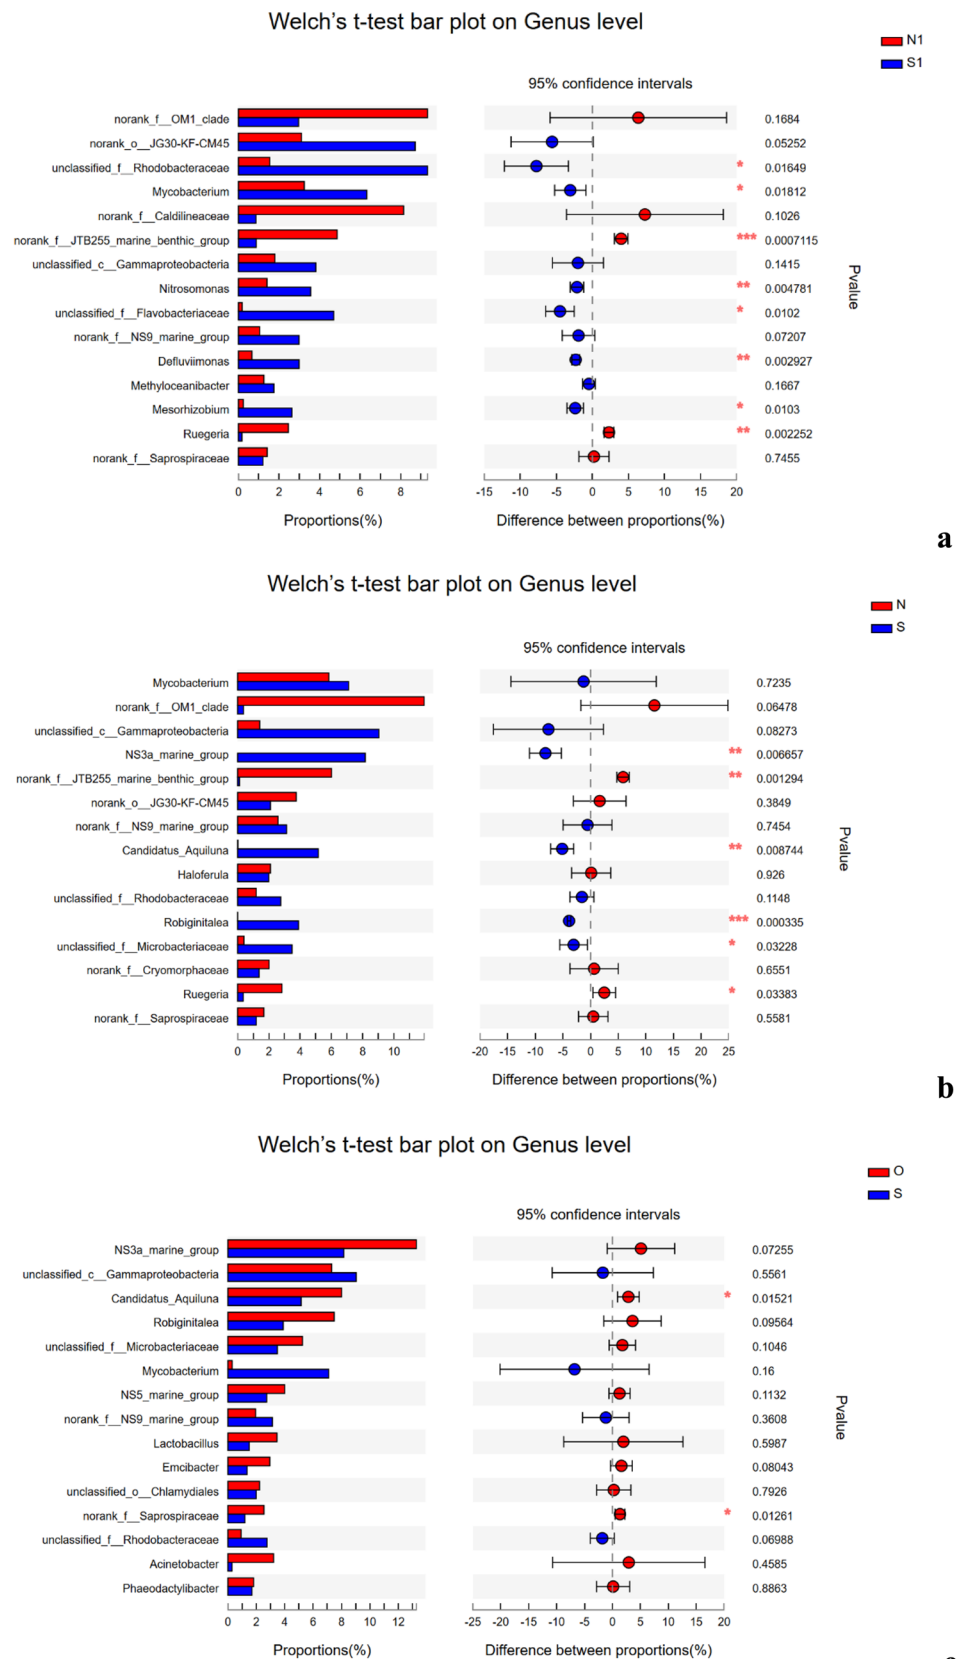 Welch's t-test bar plot on Genus level
N1
S1
95% confidence intervals
norank_f__OM1_clade 0.1684
norank_o__JG30-KF-CM45 0.05252
unclassified_f__Rhodobacteraceae * 0.01649
Mycobacterium * 0.01812
norank_f__Caldilineaceae 0.1026
norank_f__JTB255_marine_benthic_group *** 0.0007115
unclassified_c__Gammaproteobacteria 0.1415
Nitrosomonas ** 0.004781
unclassified_f__Flavobacteriaceae * 0.0102
norank_f__NS9_marine_group 0.07207
Defluviimonas ** 0.002927
Methyloceanibacter 0.1667
Mesorhizobium * 0.0103
Ruegeria ** 0.002252
norank_f__Saprospiraceae 0.7455
Pvalue
0 2 4 6 8 -15 -10 -5 0 5 10 15 20
Proportions(%) Difference between proportions(%)
a
Welch's t-test bar plot on Genus level
N
S
95% confidence intervals
Mycobacterium 0.7235
norank_f__OM1_clade 0.06478
unclassified_c__Gammaproteobacteria 0.08273
NS3a_marine_group ** 0.006657
norank_f__JTB255_marine_benthic_group ** 0.001294
norank_o__JG30-KF-CM45 0.3849
norank_f__NS9_marine_group 0.7454
Candidatus_Aquiluna ** 0.008744
Haloferula 0.926
unclassified_f__Rhodobacteraceae 0.1148
Robiginitalea *** 0.000335
unclassified_f__Microbacteriaceae * 0.03228
norank_f__Cryomorphaceae 0.6551
Ruegeria * 0.03383
norank_f__Saprospiraceae 0.5581
Pvalue
0 2 4 6 8 10 -20 -15 -10 -5 0 5 10 15 20 25
Proportions(%) Difference between proportions(%)
b
Welch's t-test bar plot on Genus level
O
S
95% confidence intervals
NS3a_marine_group 0.07255
unclassified_c__Gammaproteobacteria 0.5561
Candidatus_Aquiluna * 0.01521
Robiginitalea 0.09564
unclassified_f__Microbacteriaceae 0.1046
Mycobacterium 0.16
NS5_marine_group 0.1132
norank_f__NS9_marine_group 0.3608
Lactobacillus 0.5987
Emcibacter 0.08043
unclassified_o__Chlamydiales 0.7926
norank_f__Saprospiraceae * 0.01261
unclassified_f__Rhodobacteraceae 0.06988
Acinetobacter 0.4585
Phaeodactylibacter 0.8863
Pvalue
0 2 4 6 8 10 12 -25 -20 -15 -10 -5 0 5 10 15 20
Proportions(%) Difference between proportions(%)